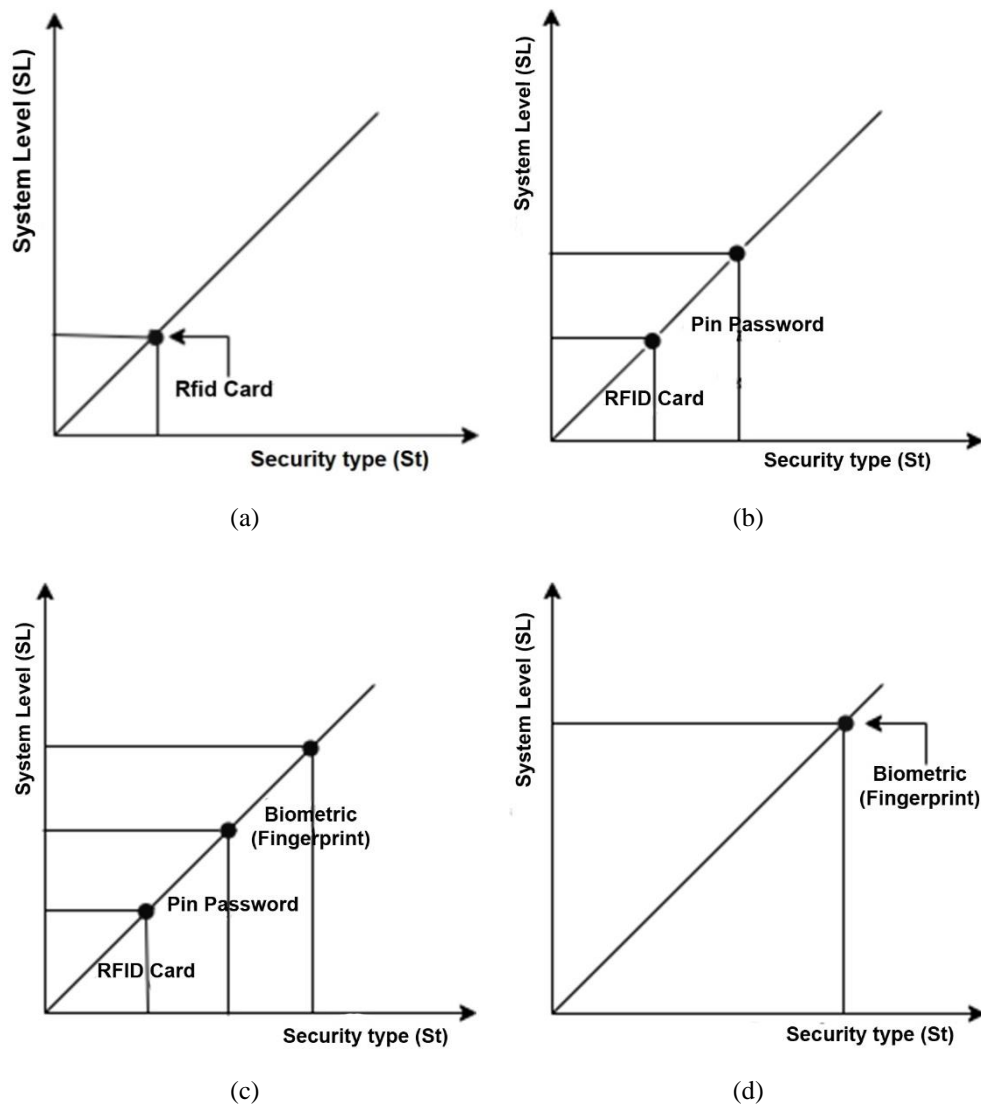 System Level (SL)
Rfid Card
Security type (St)
(a)
System Level (SL)
Pin Password
RFID Card
Security type (St)
(b)
System Level (SL)
Biometric
(Fingerprint)
Pin Password
RFID Card
Security type (St)
(c)
System Level (SL)
Biometric
(Fingerprint)
Security type (St)
(d)